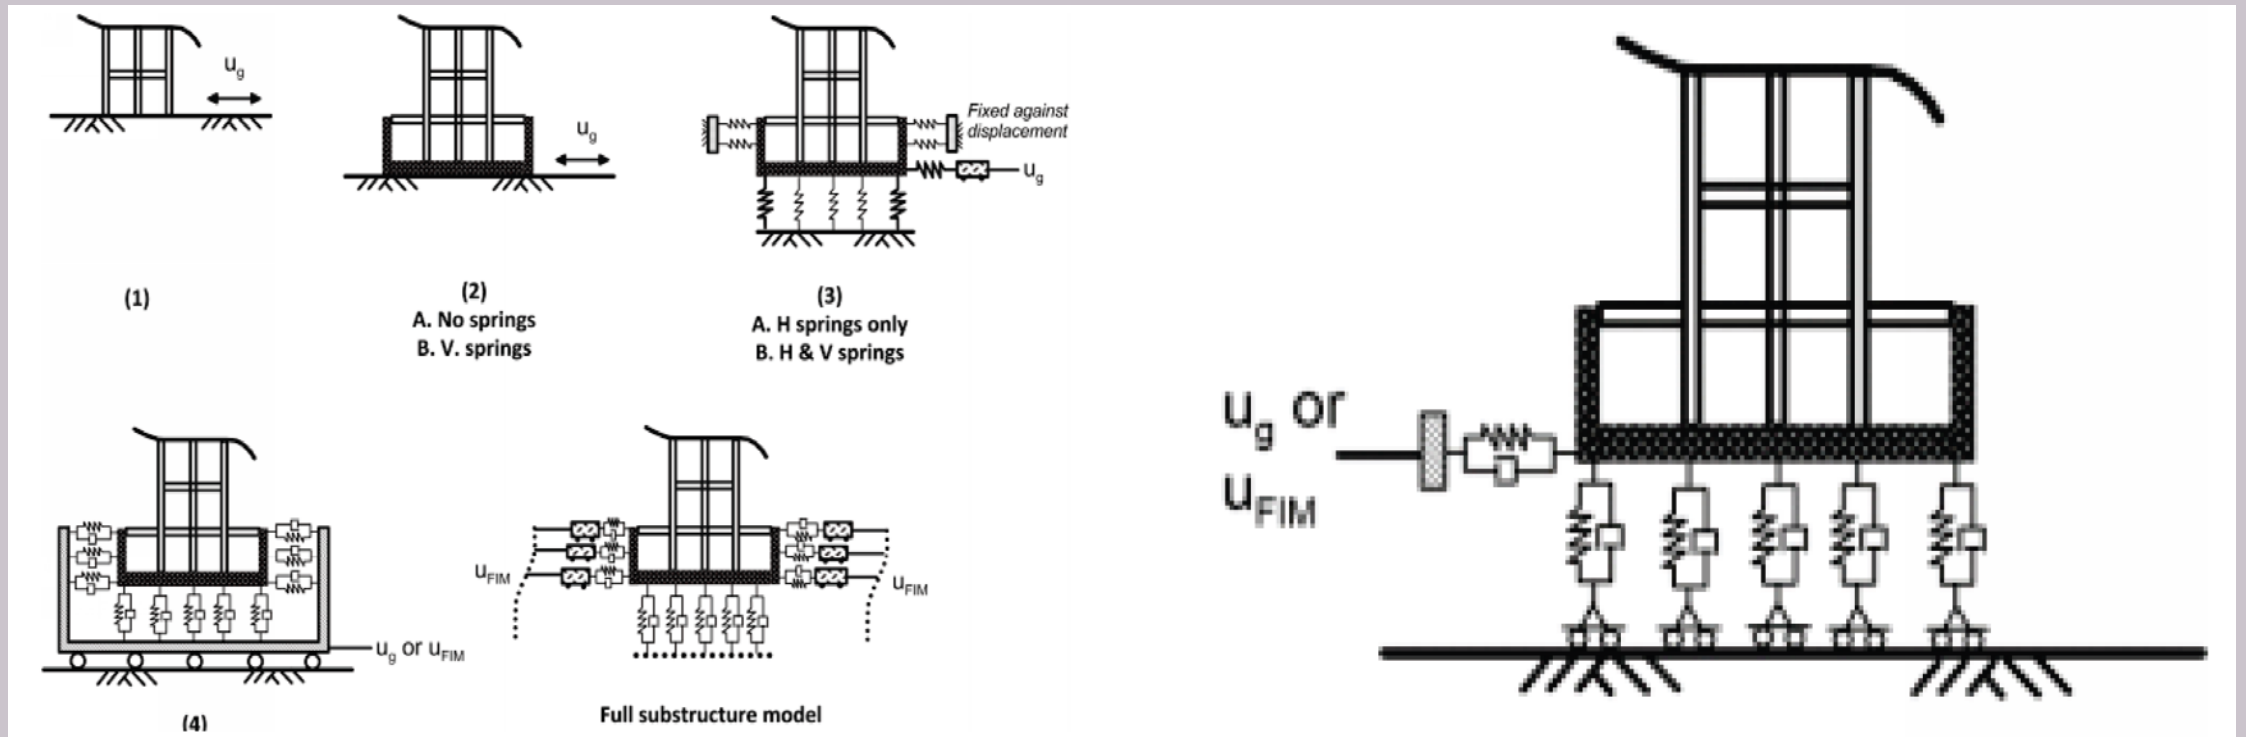 u_g
u_g
Fixed against
displacement
u_g
(1)
(2)
A. No springs
B. V. springs
(3)
A. H springs only
B. H & V springs
u_g or u_FIM
(4)
u_FIM
u_FIM
Full substructure model
u_g or
u_FIM